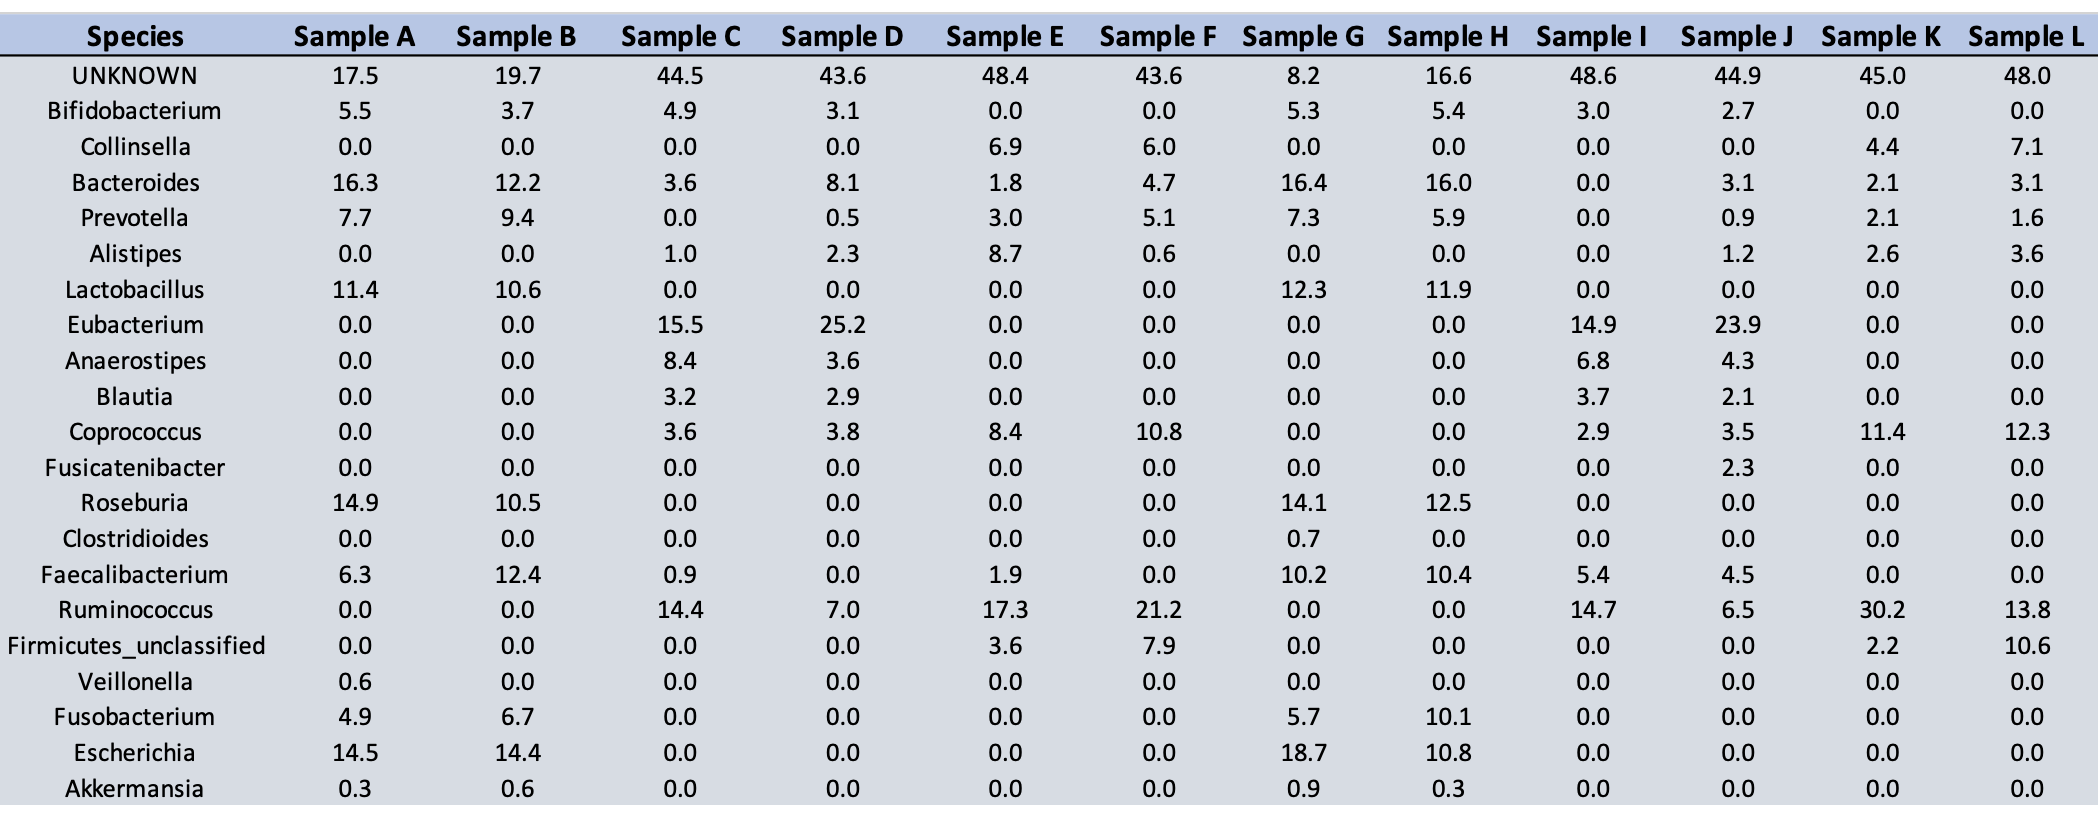 Species Sample A Sample B Sample C Sample D Sample E Sample F Sample G Sample H Sample I Sample J Sample K Sample L
UNKNOWN 17.5 19.7 44.5 43.6 48.4 43.6 8.2 16.6 48.6 44.9 45.0 48.0
Bifidobacterium 5.5 3.7 4.9 3.1 0.0 0.0 5.3 5.4 3.0 2.7 0.0 0.0
Collinsella 0.0 0.0 0.0 0.0 6.9 6.0 0.0 0.0 0.0 0.0 4.4 7.1
Bacteroides 16.3 12.2 3.6 8.1 1.8 4.7 16.4 16.0 0.0 3.1 2.1 3.1
Prevotella 7.7 9.4 0.0 0.5 3.0 5.1 7.3 5.9 0.0 0.9 2.1 1.6
Alistipes 0.0 0.0 1.0 2.3 8.7 0.6 0.0 0.0 0.0 1.2 2.6 3.6
Lactobacillus 11.4 10.6 0.0 0.0 0.0 0.0 12.3 11.9 0.0 0.0 0.0 0.0
Eubacterium 0.0 0.0 15.5 25.2 0.0 0.0 0.0 0.0 14.9 23.9 0.0 0.0
Anaerostipes 0.0 0.0 8.4 3.6 0.0 0.0 0.0 0.0 6.8 4.3 0.0 0.0
Blautia 0.0 0.0 3.2 2.9 0.0 0.0 0.0 0.0 3.7 2.1 0.0 0.0
Coprococcus 0.0 0.0 3.6 3.8 8.4 10.8 0.0 0.0 2.9 3.5 11.4 12.3
Fusicatenibacter 0.0 0.0 0.0 0.0 0.0 0.0 0.0 0.0 0.0 2.3 0.0 0.0
Roseburia 14.9 10.5 0.0 0.0 0.0 0.0 14.1 12.5 0.0 0.0 0.0 0.0
Clostridioides 0.0 0.0 0.0 0.0 0.0 0.0 0.7 0.0 0.0 0.0 0.0 0.0
Faecalibacterium 6.3 12.4 0.9 0.0 1.9 0.0 10.2 10.4 5.4 4.5 0.0 0.0
Ruminococcus 0.0 0.0 14.4 7.0 17.3 21.2 0.0 0.0 14.7 6.5 30.2 13.8
Firmicutes_unclassified 0.0 0.0 0.0 0.0 3.6 7.9 0.0 0.0 0.0 0.0 2.2 10.6
Veillonella 0.6 0.0 0.0 0.0 0.0 0.0 0.0 0.0 0.0 0.0 0.0 0.0
Fusobacterium 4.9 6.7 0.0 0.0 0.0 0.0 5.7 10.1 0.0 0.0 0.0 0.0
Escherichia 14.5 14.4 0.0 0.0 0.0 0.0 18.7 10.8 0.0 0.0 0.0 0.0
Akkermansia 0.3 0.6 0.0 0.0 0.0 0.0 0.9 0.3 0.0 0.0 0.0 0.0